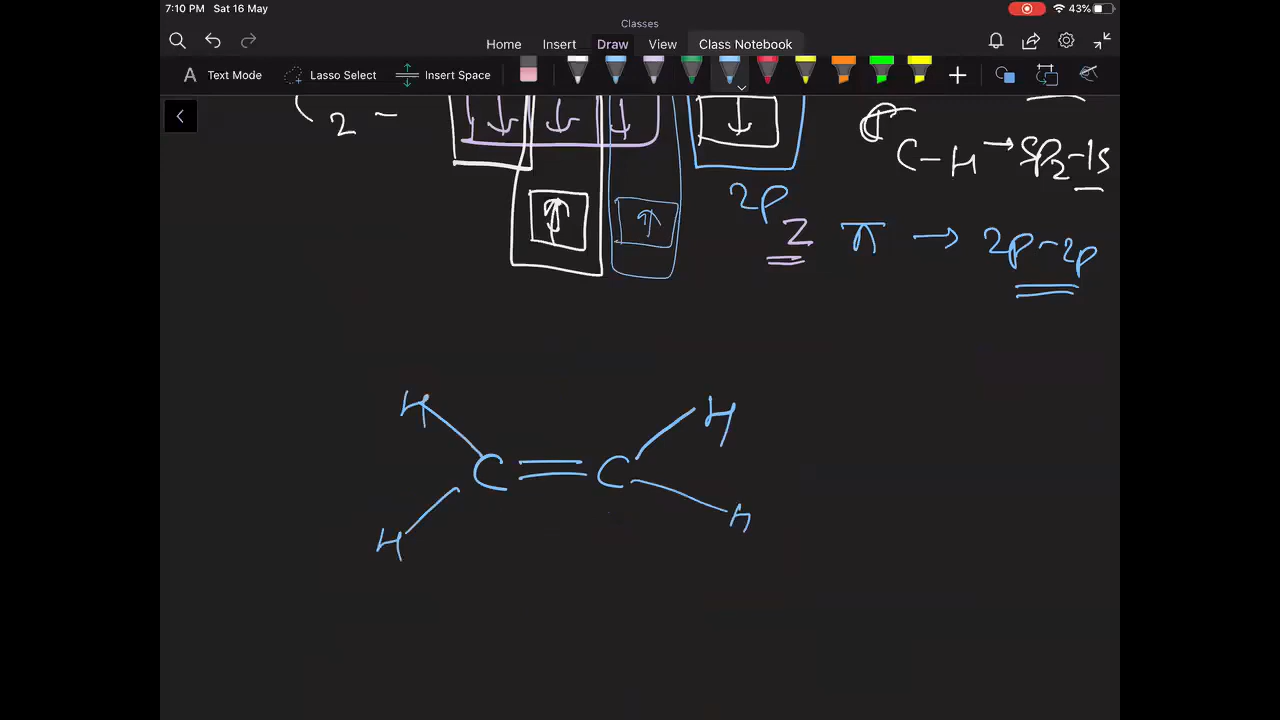 7:10 PM Sat 16 May
43%
Classes
Home Insert Draw View Class Notebook
A Text Mode Lasso Select Insert Space
2 -
C-H → sp2-1s
2p
z
π → 2p-2p
H H
C = C
H H